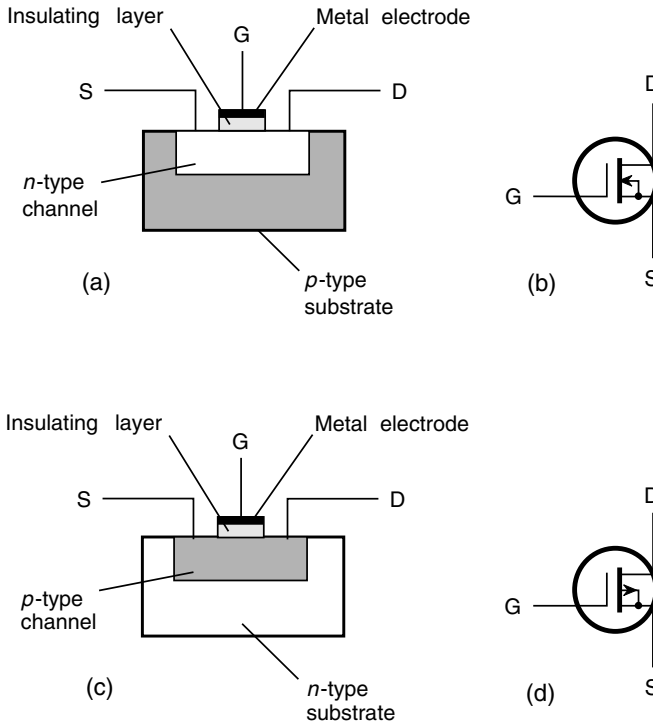 Insulating layer
G
Metal electrode
S
D
n-type
channel
p-type
substrate
(a)
D
G
S
(b)
Insulating layer
G
Metal electrode
S
D
p-type
channel
n-type
substrate
(c)
D
G
S
(d)